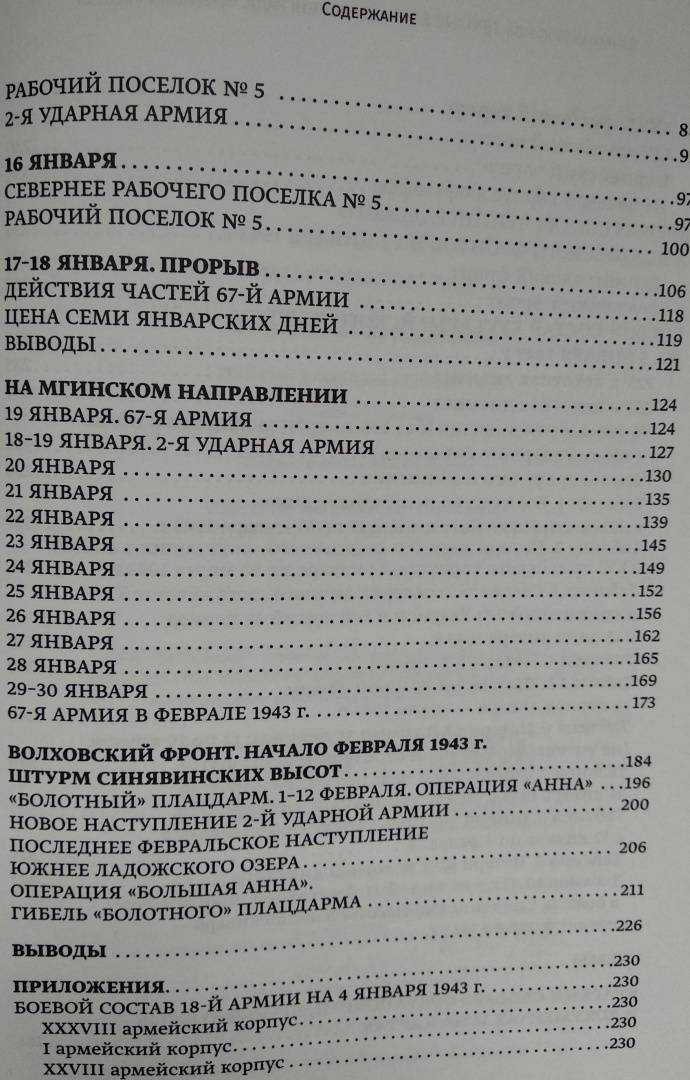 СОДЕРЖАНИЕ
РАБОЧИЙ ПОСЕЛОК № 5 ........ 8
2-Я УДАРНАЯ АРМИЯ ........ 9
16 ЯНВАРЯ ........ 97
СЕВЕРНЕЕ РАБОЧЕГО ПОСЕЛКА № 5 ........ 97
РАБОЧИЙ ПОСЕЛОК № 5 ........ 100
17–18 ЯНВАРЯ. ПРОРЫВ ........ 106
ДЕЙСТВИЯ ЧАСТЕЙ 67-Й АРМИИ ........ 118
ЦЕНА СЕМИ ЯНВАРСКИХ ДНЕЙ ........ 119
ВЫВОДЫ ........ 121
НА МГИНСКОМ НАПРАВЛЕНИИ ........ 124
19 ЯНВАРЯ. 67-Я АРМИЯ ........ 124
18–19 ЯНВАРЯ. 2-Я УДАРНАЯ АРМИЯ ........ 127
20 ЯНВАРЯ ........ 130
21 ЯНВАРЯ ........ 135
22 ЯНВАРЯ ........ 139
23 ЯНВАРЯ ........ 145
24 ЯНВАРЯ ........ 149
25 ЯНВАРЯ ........ 152
26 ЯНВАРЯ ........ 156
27 ЯНВАРЯ ........ 162
28 ЯНВАРЯ ........ 165
29–30 ЯНВАРЯ ........ 169
67-Я АРМИЯ В ФЕВРАЛЕ 1943 г. ........ 173
ВОЛХОВСКИЙ ФРОНТ. НАЧАЛО ФЕВРАЛЯ 1943 г.
ШТУРМ СИНЯВИНСКИХ ВЫСОТ ........ 184
«БОЛОТНЫЙ» ПЛАЦДАРМ. 1–12 ФЕВРАЛЯ. ОПЕРАЦИЯ «АННА» ... 196
НОВОЕ НАСТУПЛЕНИЕ 2-Й УДАРНОЙ АРМИИ ........ 200
ПОСЛЕДНЕЕ ФЕВРАЛЬСКОЕ НАСТУПЛЕНИЕ
ЮЖНЕЕ ЛАДОЖСКОГО ОЗЕРА ........ 206
ОПЕРАЦИЯ «БОЛЬШАЯ АННА».
ГИБЕЛЬ «БОЛОТНОГО» ПЛАЦДАРМА ........ 211
ВЫВОДЫ ........ 226
ПРИЛОЖЕНИЯ ........ 230
БОЕВОЙ СОСТАВ 18-Й АРМИИ НА 4 ЯНВАРЯ 1943 г. ........ 230
XXXVIII армейский корпус ........ 230
I армейский корпус ........ 230
XXVIII армейский корпус ........ 230